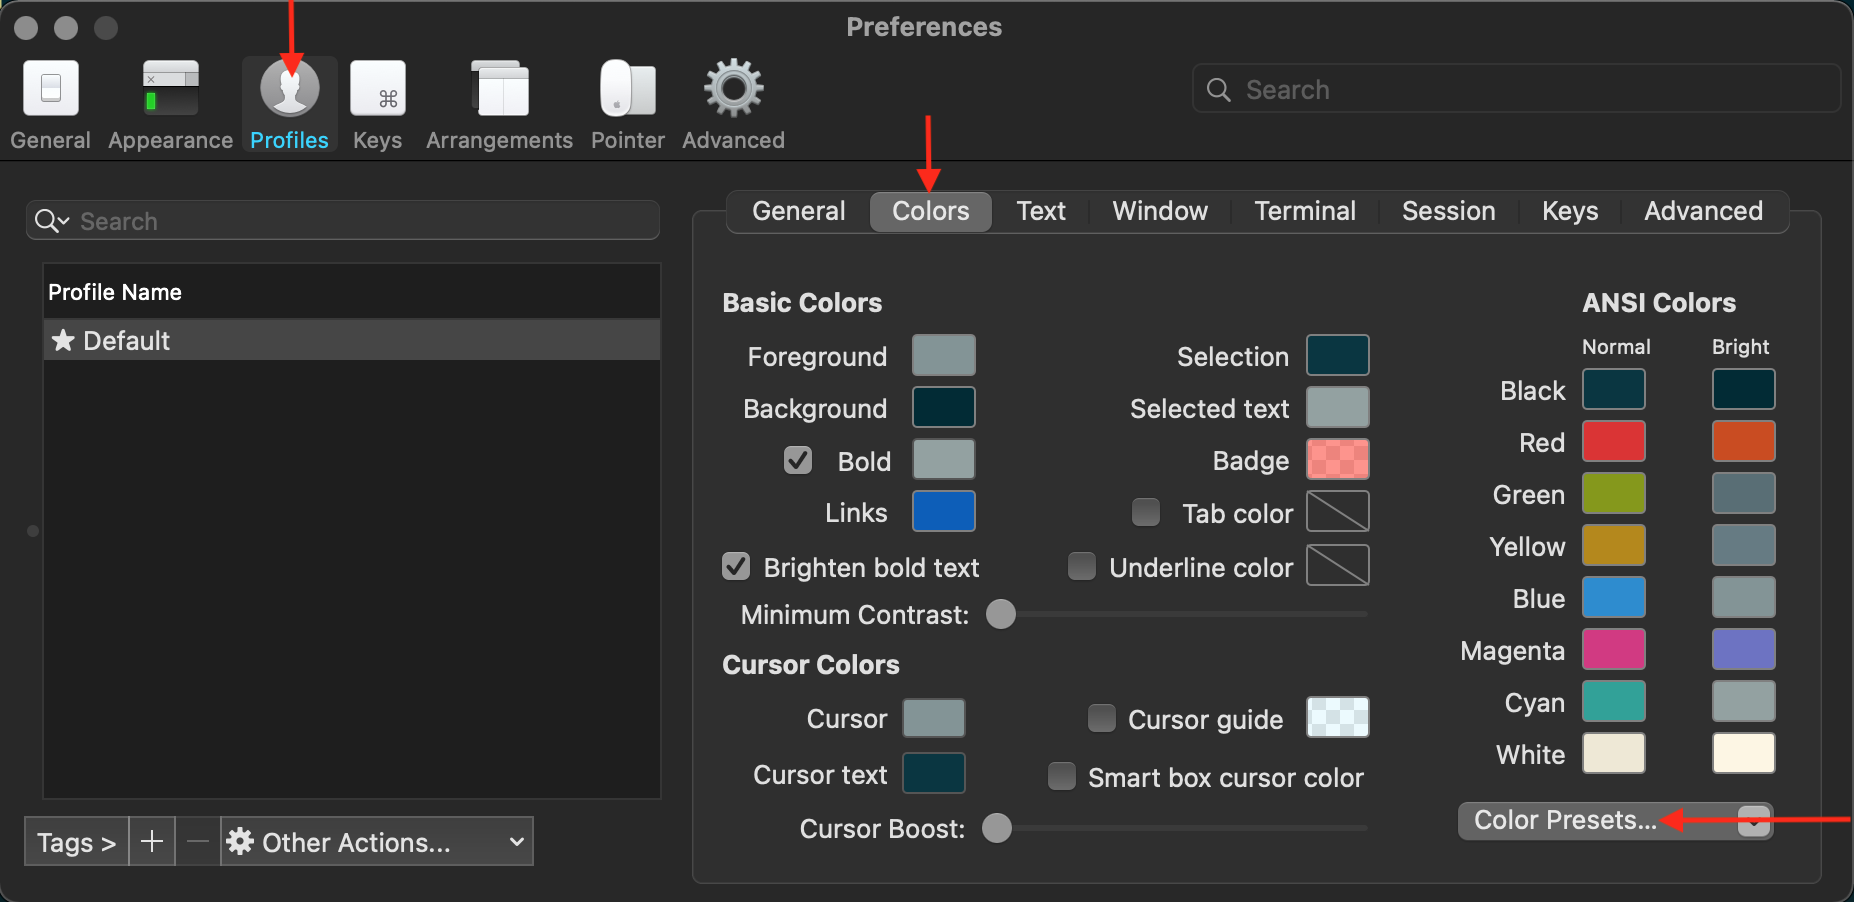 Preferences
General Appearance Profiles Keys Arrangements Pointer Advanced
Search
Search
Profile Name
Default
Tags >
Other Actions...
General Colors Text Window Terminal Session Keys Advanced
Basic Colors
Foreground
Background
Bold
Links
Brighten bold text
Selection
Selected text
Badge
Tab color
Underline color
Minimum Contrast:
Cursor Colors
Cursor
Cursor text
Cursor guide
Smart box cursor color
Cursor Boost:
ANSI Colors
Normal Bright
Black
Red
Green
Yellow
Blue
Magenta
Cyan
White
Color Presets...